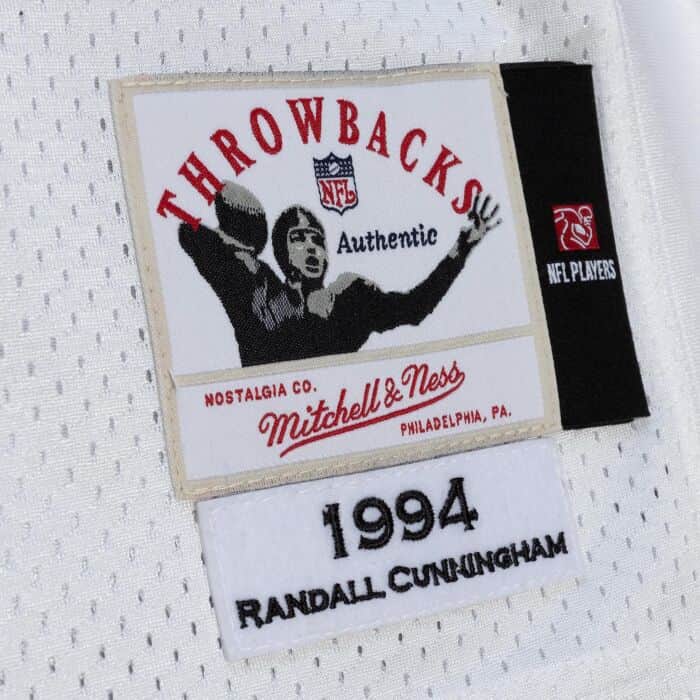 THROWBACKS
NFL
Authentic
NFL PLAYERS
NOSTALGIA CO.
Mitchell & Ness
PHILADELPHIA, PA.
1994
RANDALL CUNNINGHAM